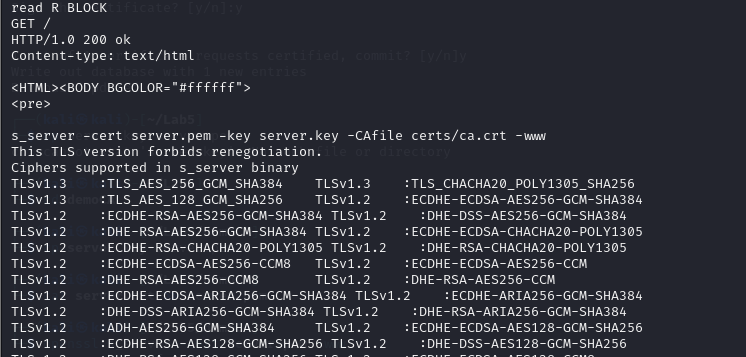 read R BLOCK
GET /
HTTP/1.0 200 ok
Content-type: text/html
<HTML><BODY BGCOLOR="#ffffff">
<pre>
s_server -cert server.pem -key server.key -CAfile certs/ca.crt -www
This TLS version forbids renegotiation.
Ciphers supported in s_server binary
TLSv1.3    :TLS_AES_256_GCM_SHA384    TLSv1.3    :TLS_CHACHA20_POLY1305_SHA256
TLSv1.3    :TLS_AES_128_GCM_SHA256    TLSv1.2    :ECDHE-ECDSA-AES256-GCM-SHA384
TLSv1.2    :ECDHE-RSA-AES256-GCM-SHA384 TLSv1.2    :DHE-DSS-AES256-GCM-SHA384
TLSv1.2    :DHE-RSA-AES256-GCM-SHA384 TLSv1.2    :ECDHE-ECDSA-CHACHA20-POLY1305
TLSv1.2    :ECDHE-RSA-CHACHA20-POLY1305 TLSv1.2    :DHE-RSA-CHACHA20-POLY1305
TLSv1.2    :ECDHE-ECDSA-AES256-CCM8   TLSv1.2    :ECDHE-ECDSA-AES256-CCM
TLSv1.2    :DHE-RSA-AES256-CCM8       TLSv1.2    :DHE-RSA-AES256-CCM
TLSv1.2    :ECDHE-ECDSA-ARIA256-GCM-SHA384 TLSv1.2    :ECDHE-ARIA256-GCM-SHA384
TLSv1.2    :DHE-DSS-ARIA256-GCM-SHA384 TLSv1.2    :DHE-RSA-ARIA256-GCM-SHA384
TLSv1.2    :ADH-AES256-GCM-SHA384     TLSv1.2    :ECDHE-ECDSA-AES128-GCM-SHA256
TLSv1.2    :ECDHE-RSA-AES128-GCM-SHA256 TLSv1.2    :DHE-DSS-AES128-GCM-SHA256